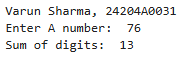 Varun Sharma, 24204A0031
Enter A number:  76
Sum of digits:  13